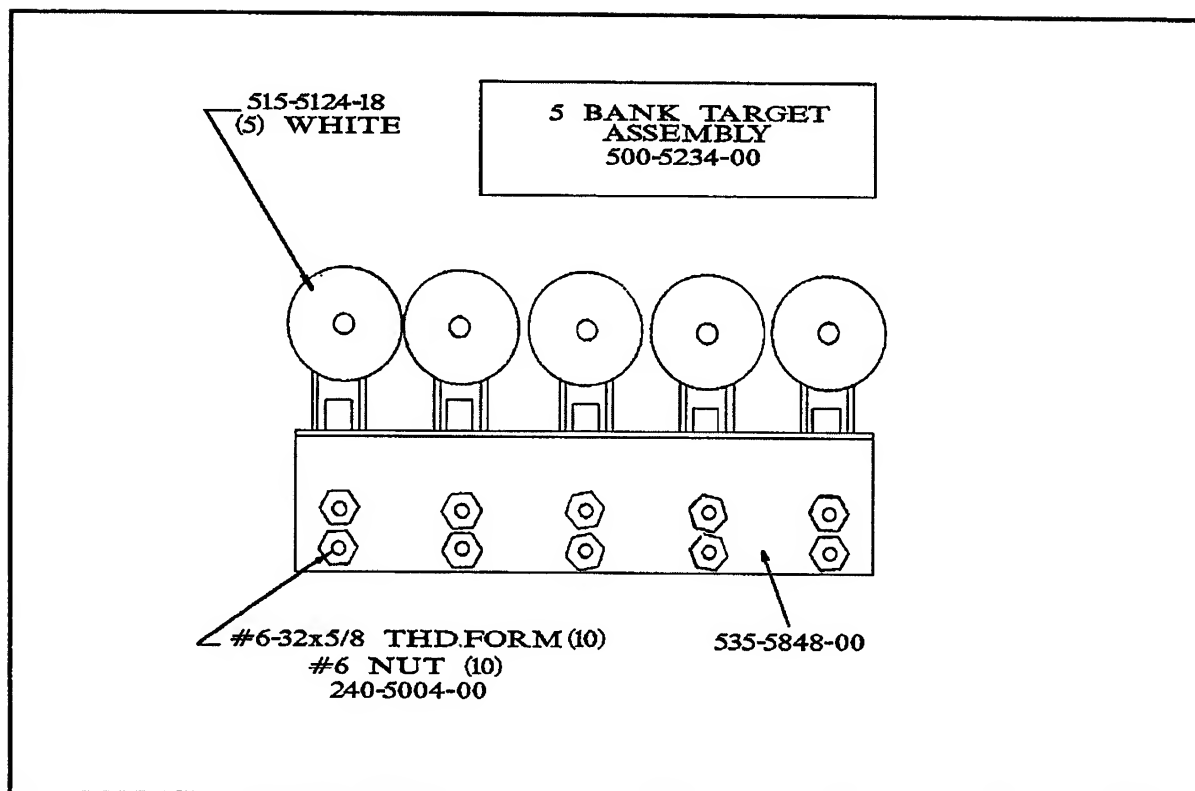 515-5124-18
(5) WHITE
5 BANK TARGET
ASSEMBLY
500-5234-00
#6-32x5/8 THD.FORM (10)
#6 NUT (10)
240-5004-00
535-5848-00